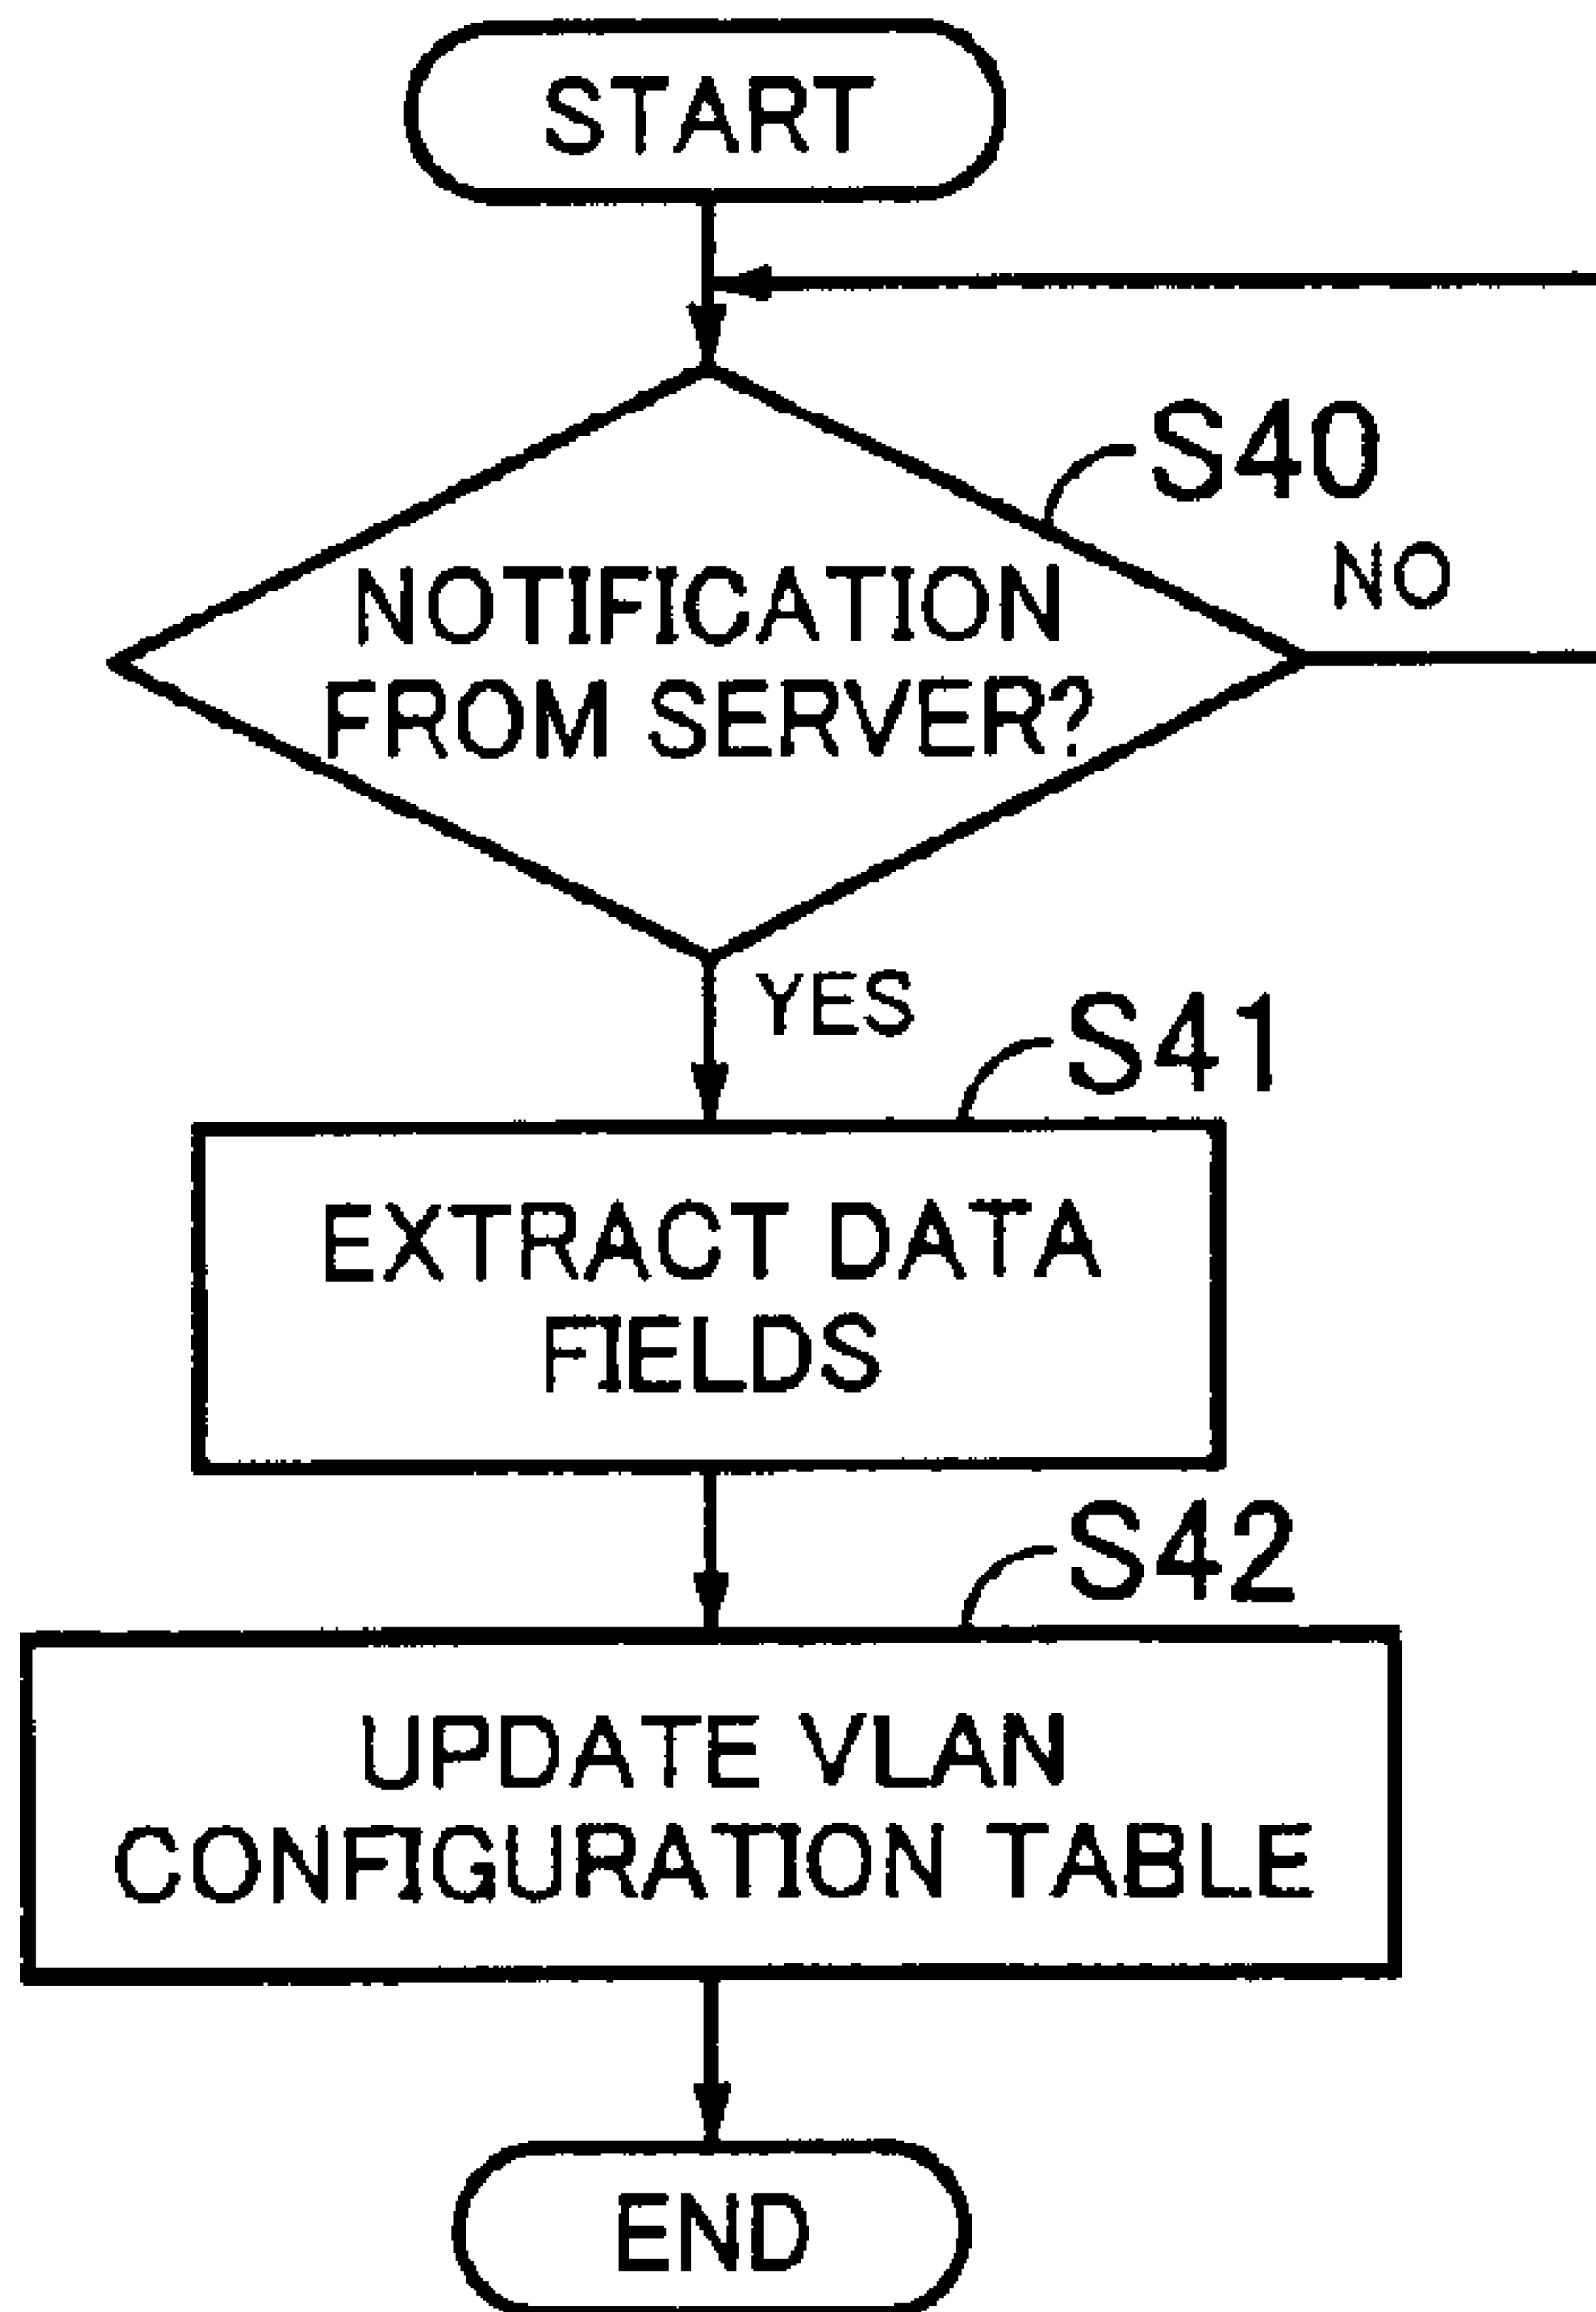 START
S40
NOTIFICATION
FROM SERVER?
NO
YES
S41
EXTRACT DATA
FIELDS
S42
UPDATE VLAN
CONFIGURATION TABLE
END